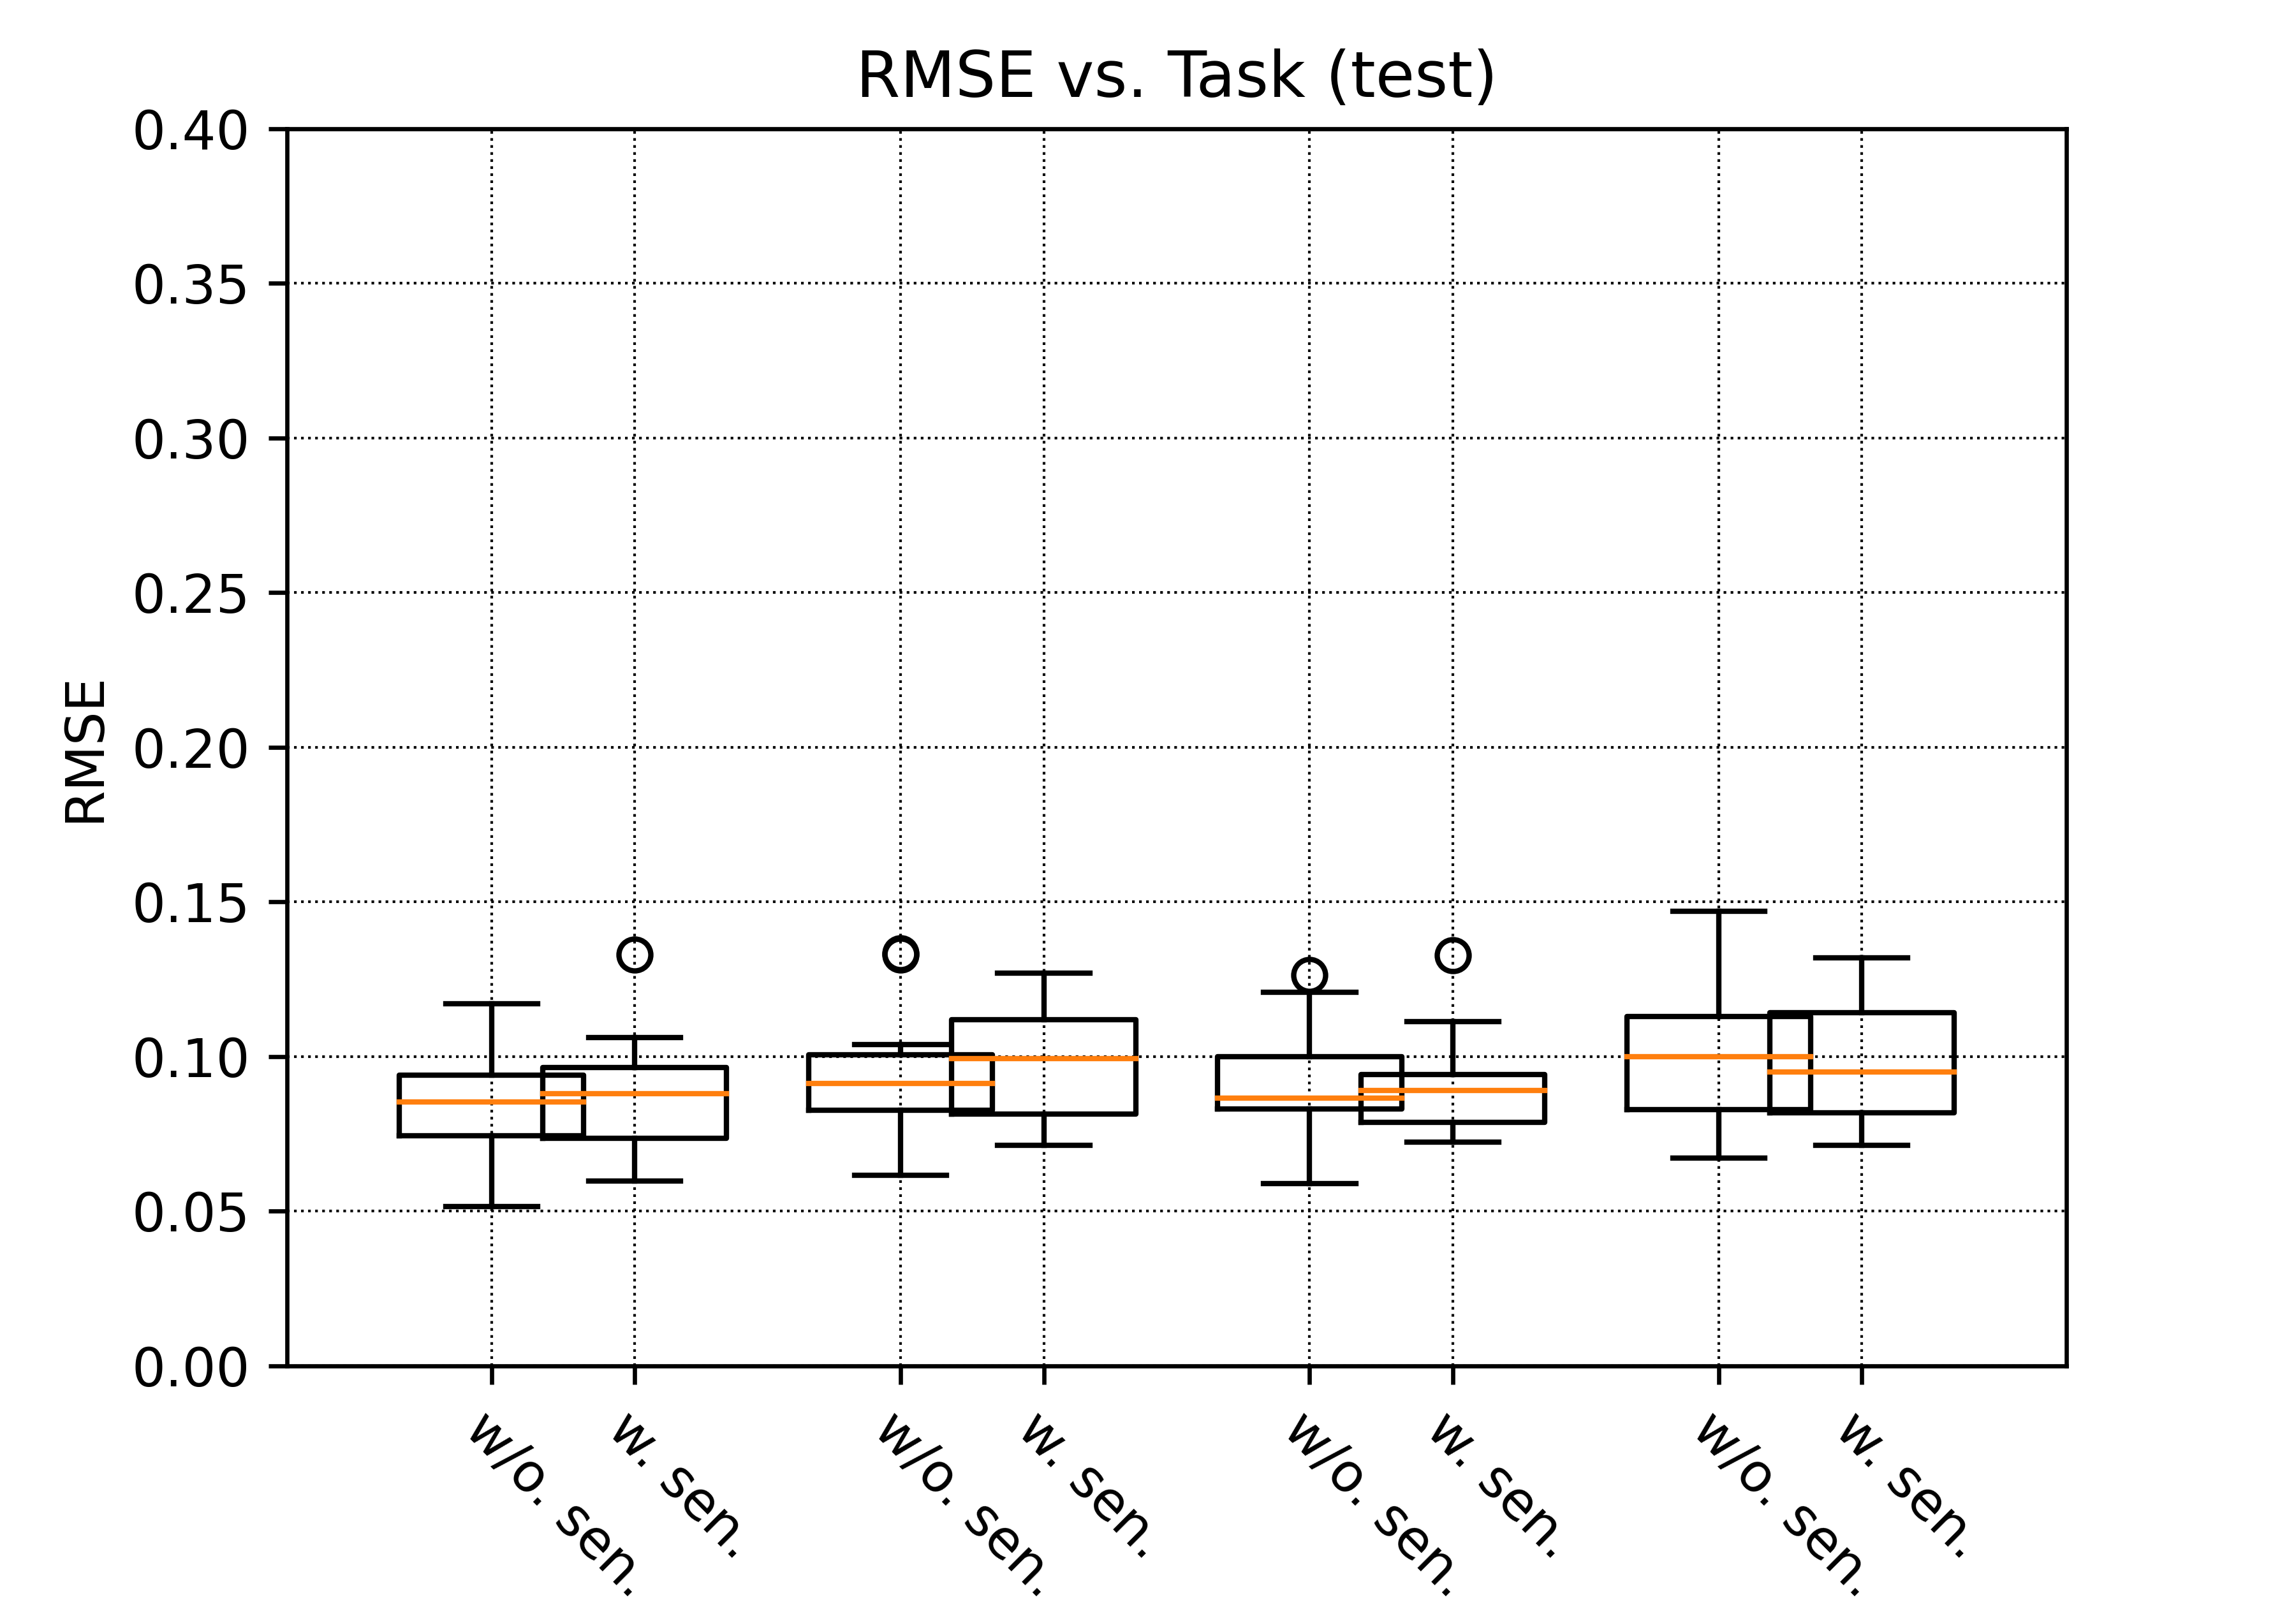 RMSE vs. Task (test)
0.40
0.35
0.30
0.25
0.20
0.15
0.10
0.05
0.00
RMSE
w/o. sen.
w. sen.
w/o. sen.
w. sen.
w/o. sen.
w. sen.
w/o. sen.
w. sen.